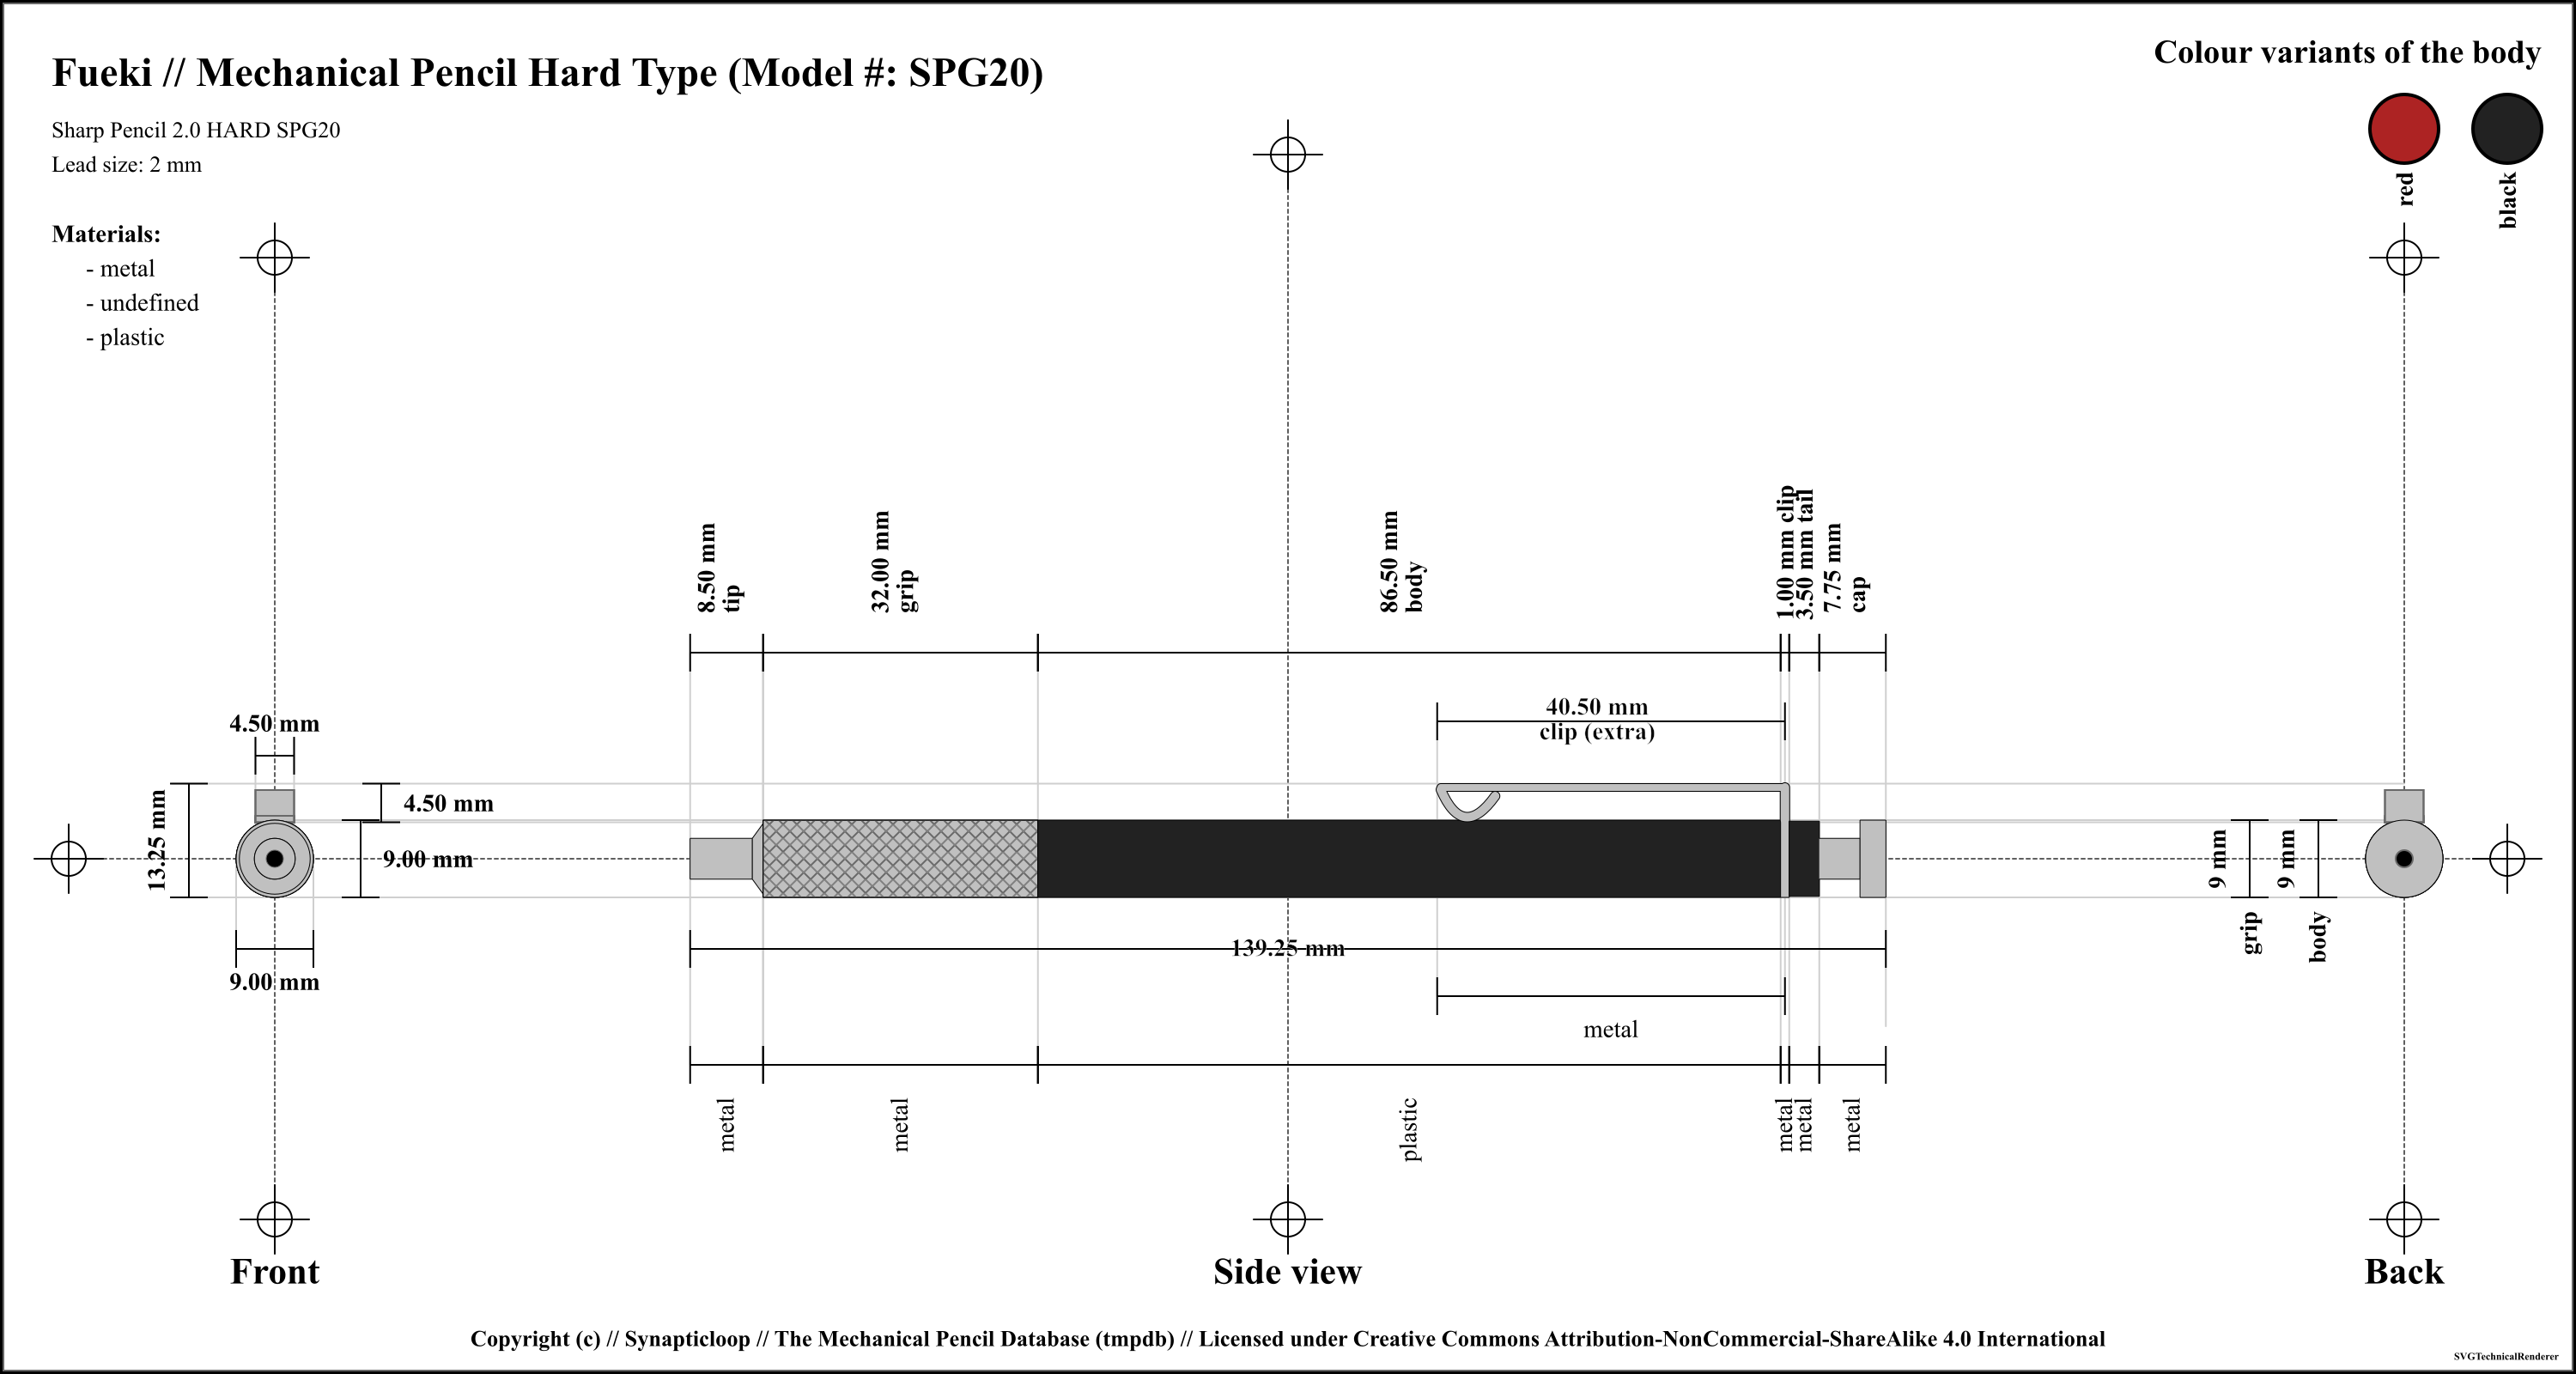 Fueki // Mechanical Pencil Hard Type (Model #: SPG20)
Colour variants of the body
Sharp Pencil 2.0 HARD SPG20
Lead size: 2 mm
red
black
Materials:
- metal
- undefined
- plastic
8.50 mm
tip
32.00 mm
grip
86.50 mm
body
1.00 mm clip
3.50 mm tail
7.75 mm
cap
40.50 mm
clip (extra)
4.50 mm
13.25 mm
4.50 mm
9.00 mm
9.00 mm
9 mm
grip
9 mm
body
139.25 mm
metal
metal
metal
plastic
metal
metal
metal
Front
Side view
Back
Copyright (c) // Synapticloop // The Mechanical Pencil Database (tmpdb) // Licensed under Creative Commons Attribution-NonCommercial-ShareAlike 4.0 International
SVGTechnicalRenderer